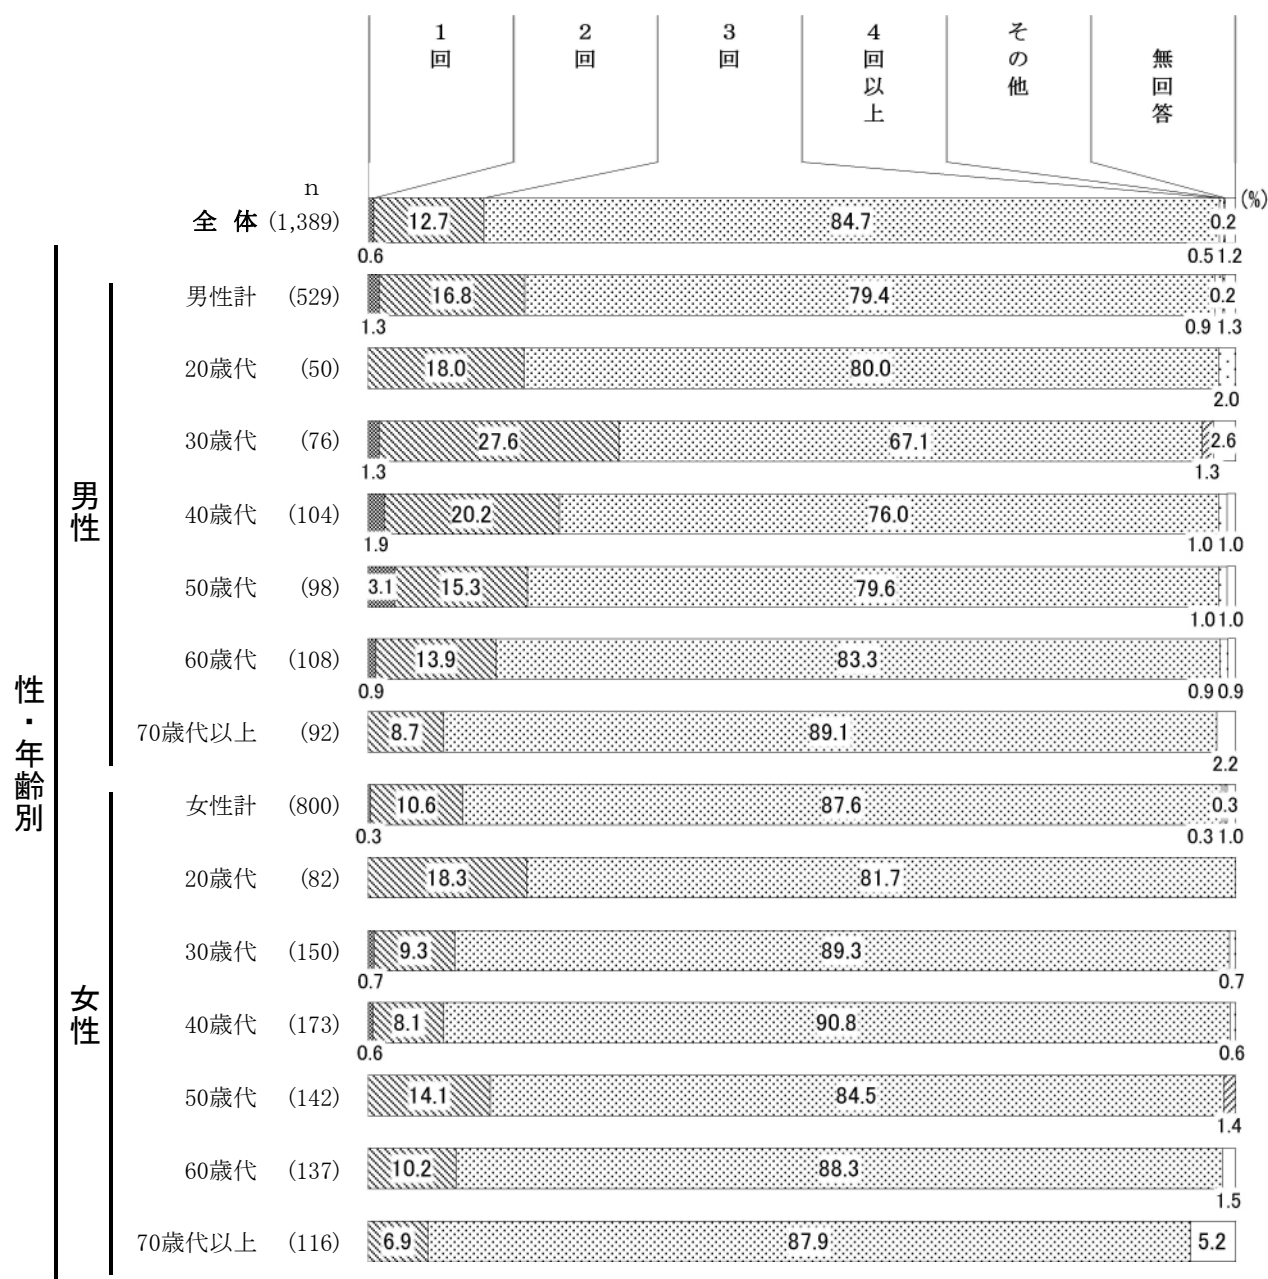 1回
2回
3回
4回以上
その他
無回答
n
(%)
全 体 (1,389) 12.7 84.7 0.2
0.6 0.5 1.2
男性計 (529) 16.8 79.4 0.2
1.3 0.9 1.3
20歳代 (50) 18.0 80.0
2.0
30歳代 (76) 27.6 67.1 2.6
1.3 1.3
40歳代 (104) 20.2 76.0
1.9 1.0 1.0
50歳代 (98) 3.1 15.3 79.6
1.0 1.0
60歳代 (108) 13.9 83.3
0.9 0.9 0.9
70歳代以上 (92) 8.7 89.1
2.2
女性計 (800) 10.6 87.6 0.3
0.3 0.3 1.0
20歳代 (82) 18.3 81.7
30歳代 (150) 9.3 89.3
0.7 0.7
40歳代 (173) 8.1 90.8
0.6 0.6
50歳代 (142) 14.1 84.5
1.4
60歳代 (137) 10.2 88.3
1.5
70歳代以上 (116) 6.9 87.9 5.2
性・年齢別
男性
女性